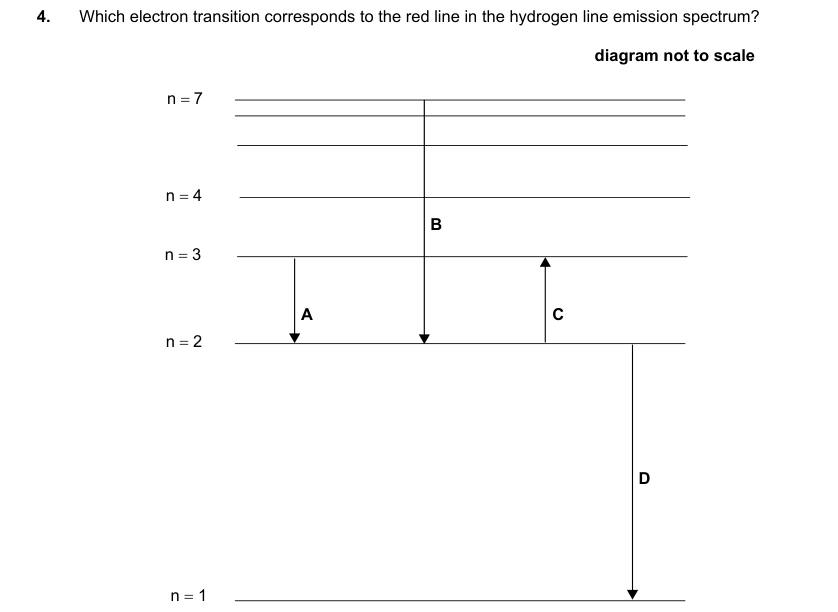 4. Which electron transition corresponds to the red line in the hydrogen line emission spectrum?
diagram not to scale
n = 7
n = 4
B
n = 3
A
C
n = 2
D
n = 1